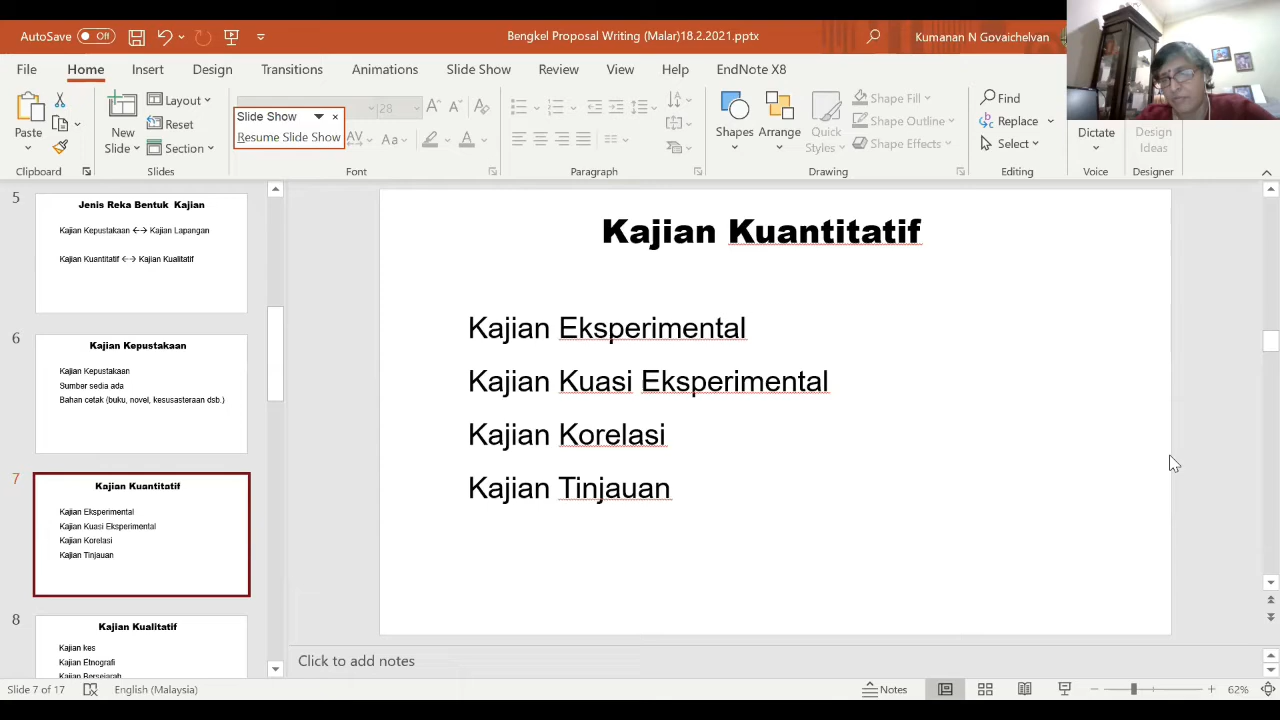 AutoSave Off
Bengkel Proposal Writing (Malar)18.2.2021.pptx
Kumanan N Govaichelvan
File Home Insert Design Transitions Animations Slide Show Review View Help EndNote X8
Paste
Clipboard
New Slide
Layout
Reset
Section
Slides
28
Slide Show
Resume Slide Show
AV
Aa
A
Font
Paragraph
Shapes
Arrange
Quick Styles
Shape Fill
Shape Outline
Shape Effects
Drawing
Find
Replace
Select
Editing
Dictate
Voice
Design Ideas
Designer
5
Jenis Reka Bentuk Kajian
Kajian Kepustakaan <--> Kajian Lapangan
Kajian Kuantitatif <--> Kajian Kualitatif
6
Kajian Kepustakaan
Kajian Kepustakaan
Sumber sedia ada
Bahan cetak (buku, novel, kesusasteraan dsb.)
7
Kajian Kuantitatif
Kajian Eksperimental
Kajian Kuasi Eksperimental
Kajian Korelasi
Kajian Tinjauan
8
Kajian Kualitatif
Kajian kes
Kajian Etnografi
Kajian Bersejarah
Kajian Kuantitatif
Kajian Eksperimental
Kajian Kuasi Eksperimental
Kajian Korelasi
Kajian Tinjauan
Click to add notes
Slide 7 of 17
English (Malaysia)
Notes
62%